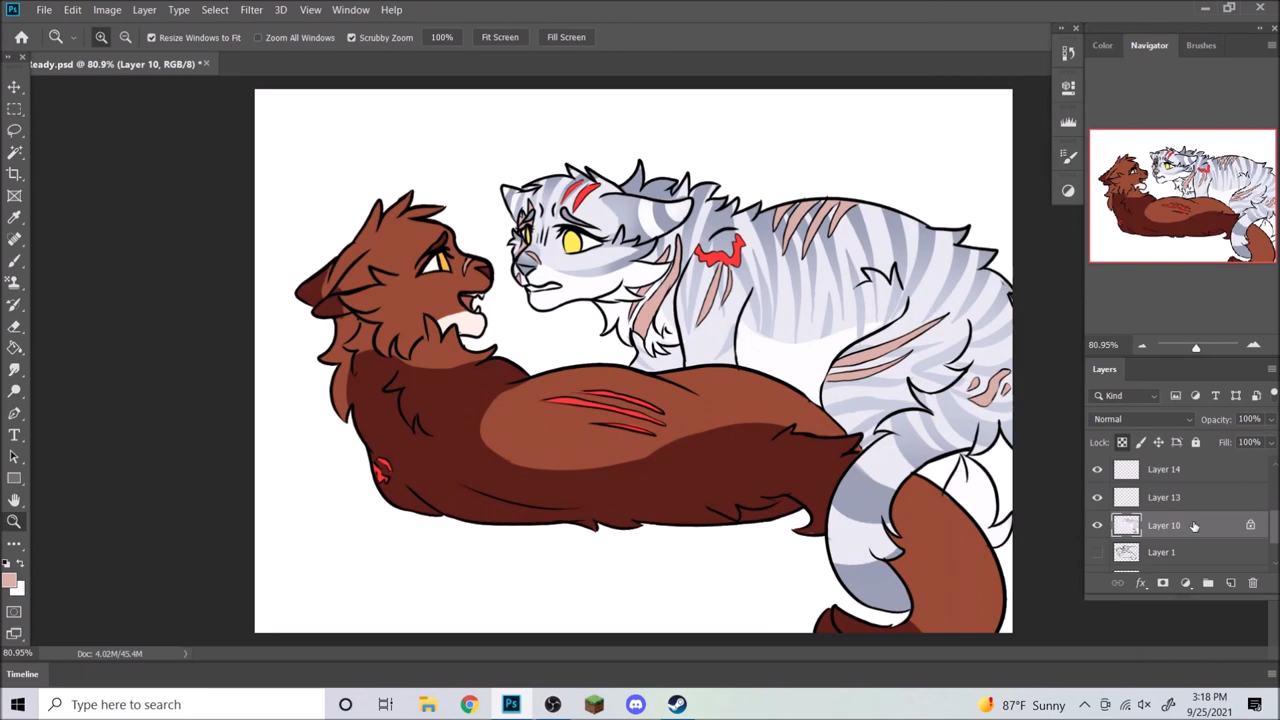 Ps File Edit Image Layer Type Select Filter 3D View Window Help
Resize Windows to Fit Zoom All Windows Scrubby Zoom 100% Fit Screen Fill Screen
Ready.psd @ 80.9% (Layer 10, RGB/8) *
Color Navigator Brushes
80.95%
Layers
Kind
Normal Opacity: 100%
Lock: Fill: 100%
Layer 14
Layer 13
Layer 10
Layer 1
80.95% Doc: 4.02M/45.4M
Timeline
Type here to search
Ps
87°F Sunny
3:18 PM
9/25/2021